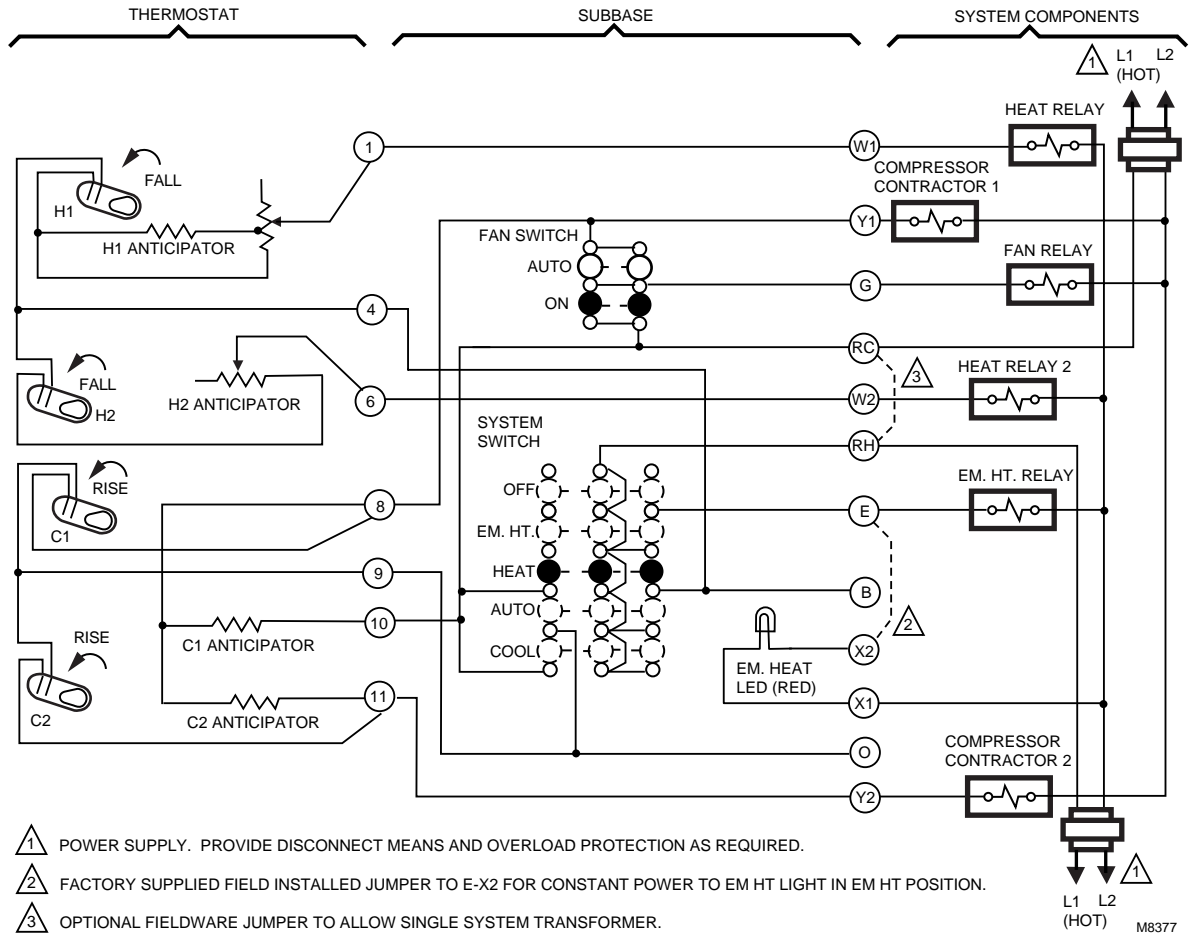 THERMOSTAT
SUBBASE
SYSTEM COMPONENTS
1
L1
(HOT)
L2
HEAT RELAY
1
W1
FALL
H1
H1 ANTICIPATOR
COMPRESSOR
CONTRACTOR 1
Y1
FAN SWITCH
AUTO
ON
FAN RELAY
G
4
RC
3
FALL
H2
H2 ANTICIPATOR
6
W2
HEAT RELAY 2
SYSTEM
SWITCH
RH
OFF
EM. HT.
HEAT
AUTO
COOL
RISE
C1
8
E
EM. HT. RELAY
9
B
10
C1 ANTICIPATOR
2
X2
EM. HEAT
LED (RED)
RISE
C2
11
C2 ANTICIPATOR
X1
O
COMPRESSOR
CONTRACTOR 2
Y2
1 POWER SUPPLY. PROVIDE DISCONNECT MEANS AND OVERLOAD PROTECTION AS REQUIRED.
2 FACTORY SUPPLIED FIELD INSTALLED JUMPER TO E-X2 FOR CONSTANT POWER TO EM HT LIGHT IN EM HT POSITION.
3 OPTIONAL FIELDWARE JUMPER TO ALLOW SINGLE SYSTEM TRANSFORMER.
L1
(HOT)
L2
1
M8377